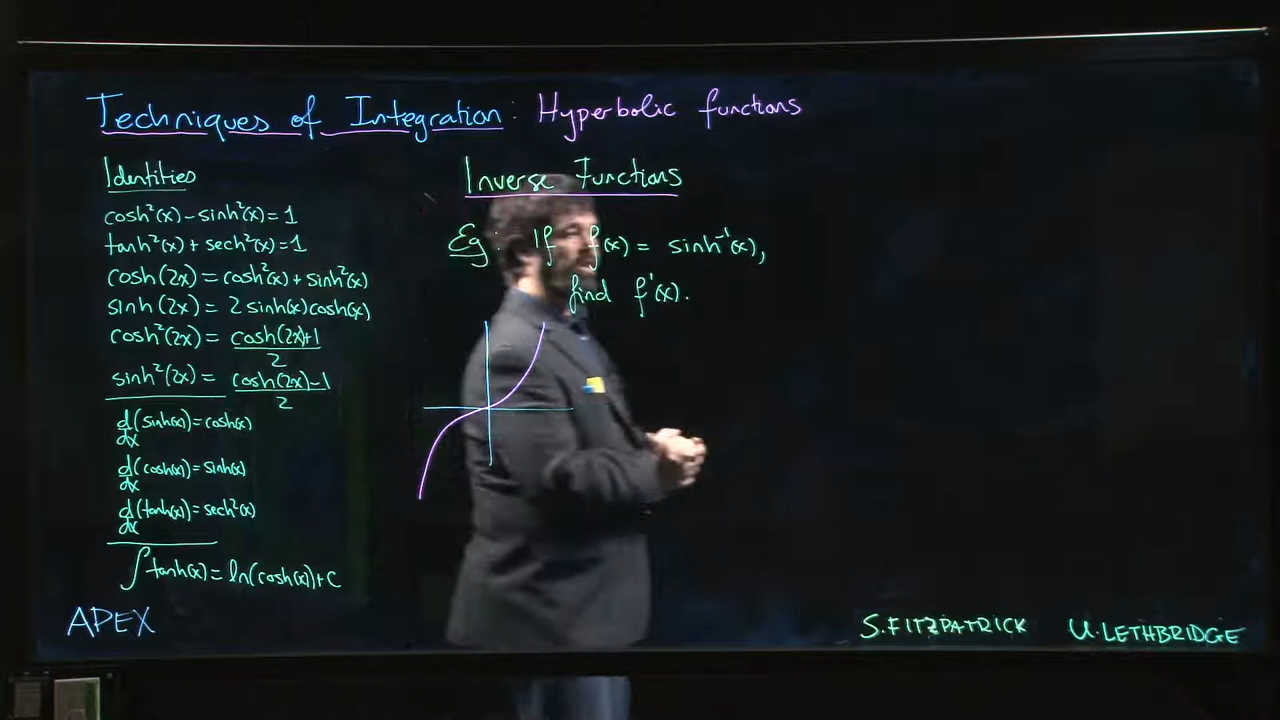 Techniques of Integration: Hyperbolic functions
Identities
cosh²(x) - sinh²(x) = 1
tanh²(x) + sech²(x) = 1
cosh(2x) = cosh²(x) + sinh²(x)
sinh(2x) = 2 sinh(x)cosh(x)
cosh²(2x) = cosh(2x)+1 / 2
sinh²(2x) = cosh(2x)-1 / 2
d/dx (sinh(x)) = cosh(x)
d/dx (cosh(x)) = sinh(x)
d/dx (tanh(x)) = sech²(x)
∫ tanh(x) = ln(cosh(x)) + C
Inverse Functions
Eg: If f(x) = sinh⁻¹(x),
find f'(x).
APEX
S.FITZPATRICK U.LETHBRIDGE